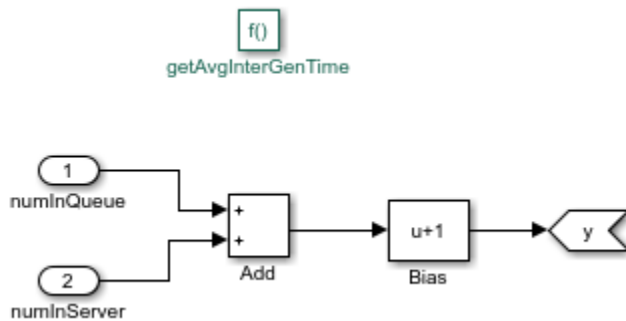 f()
getAvgInterGenTime
1
numInQueue
+
+
Add
u+1
Bias
y
2
numInServer